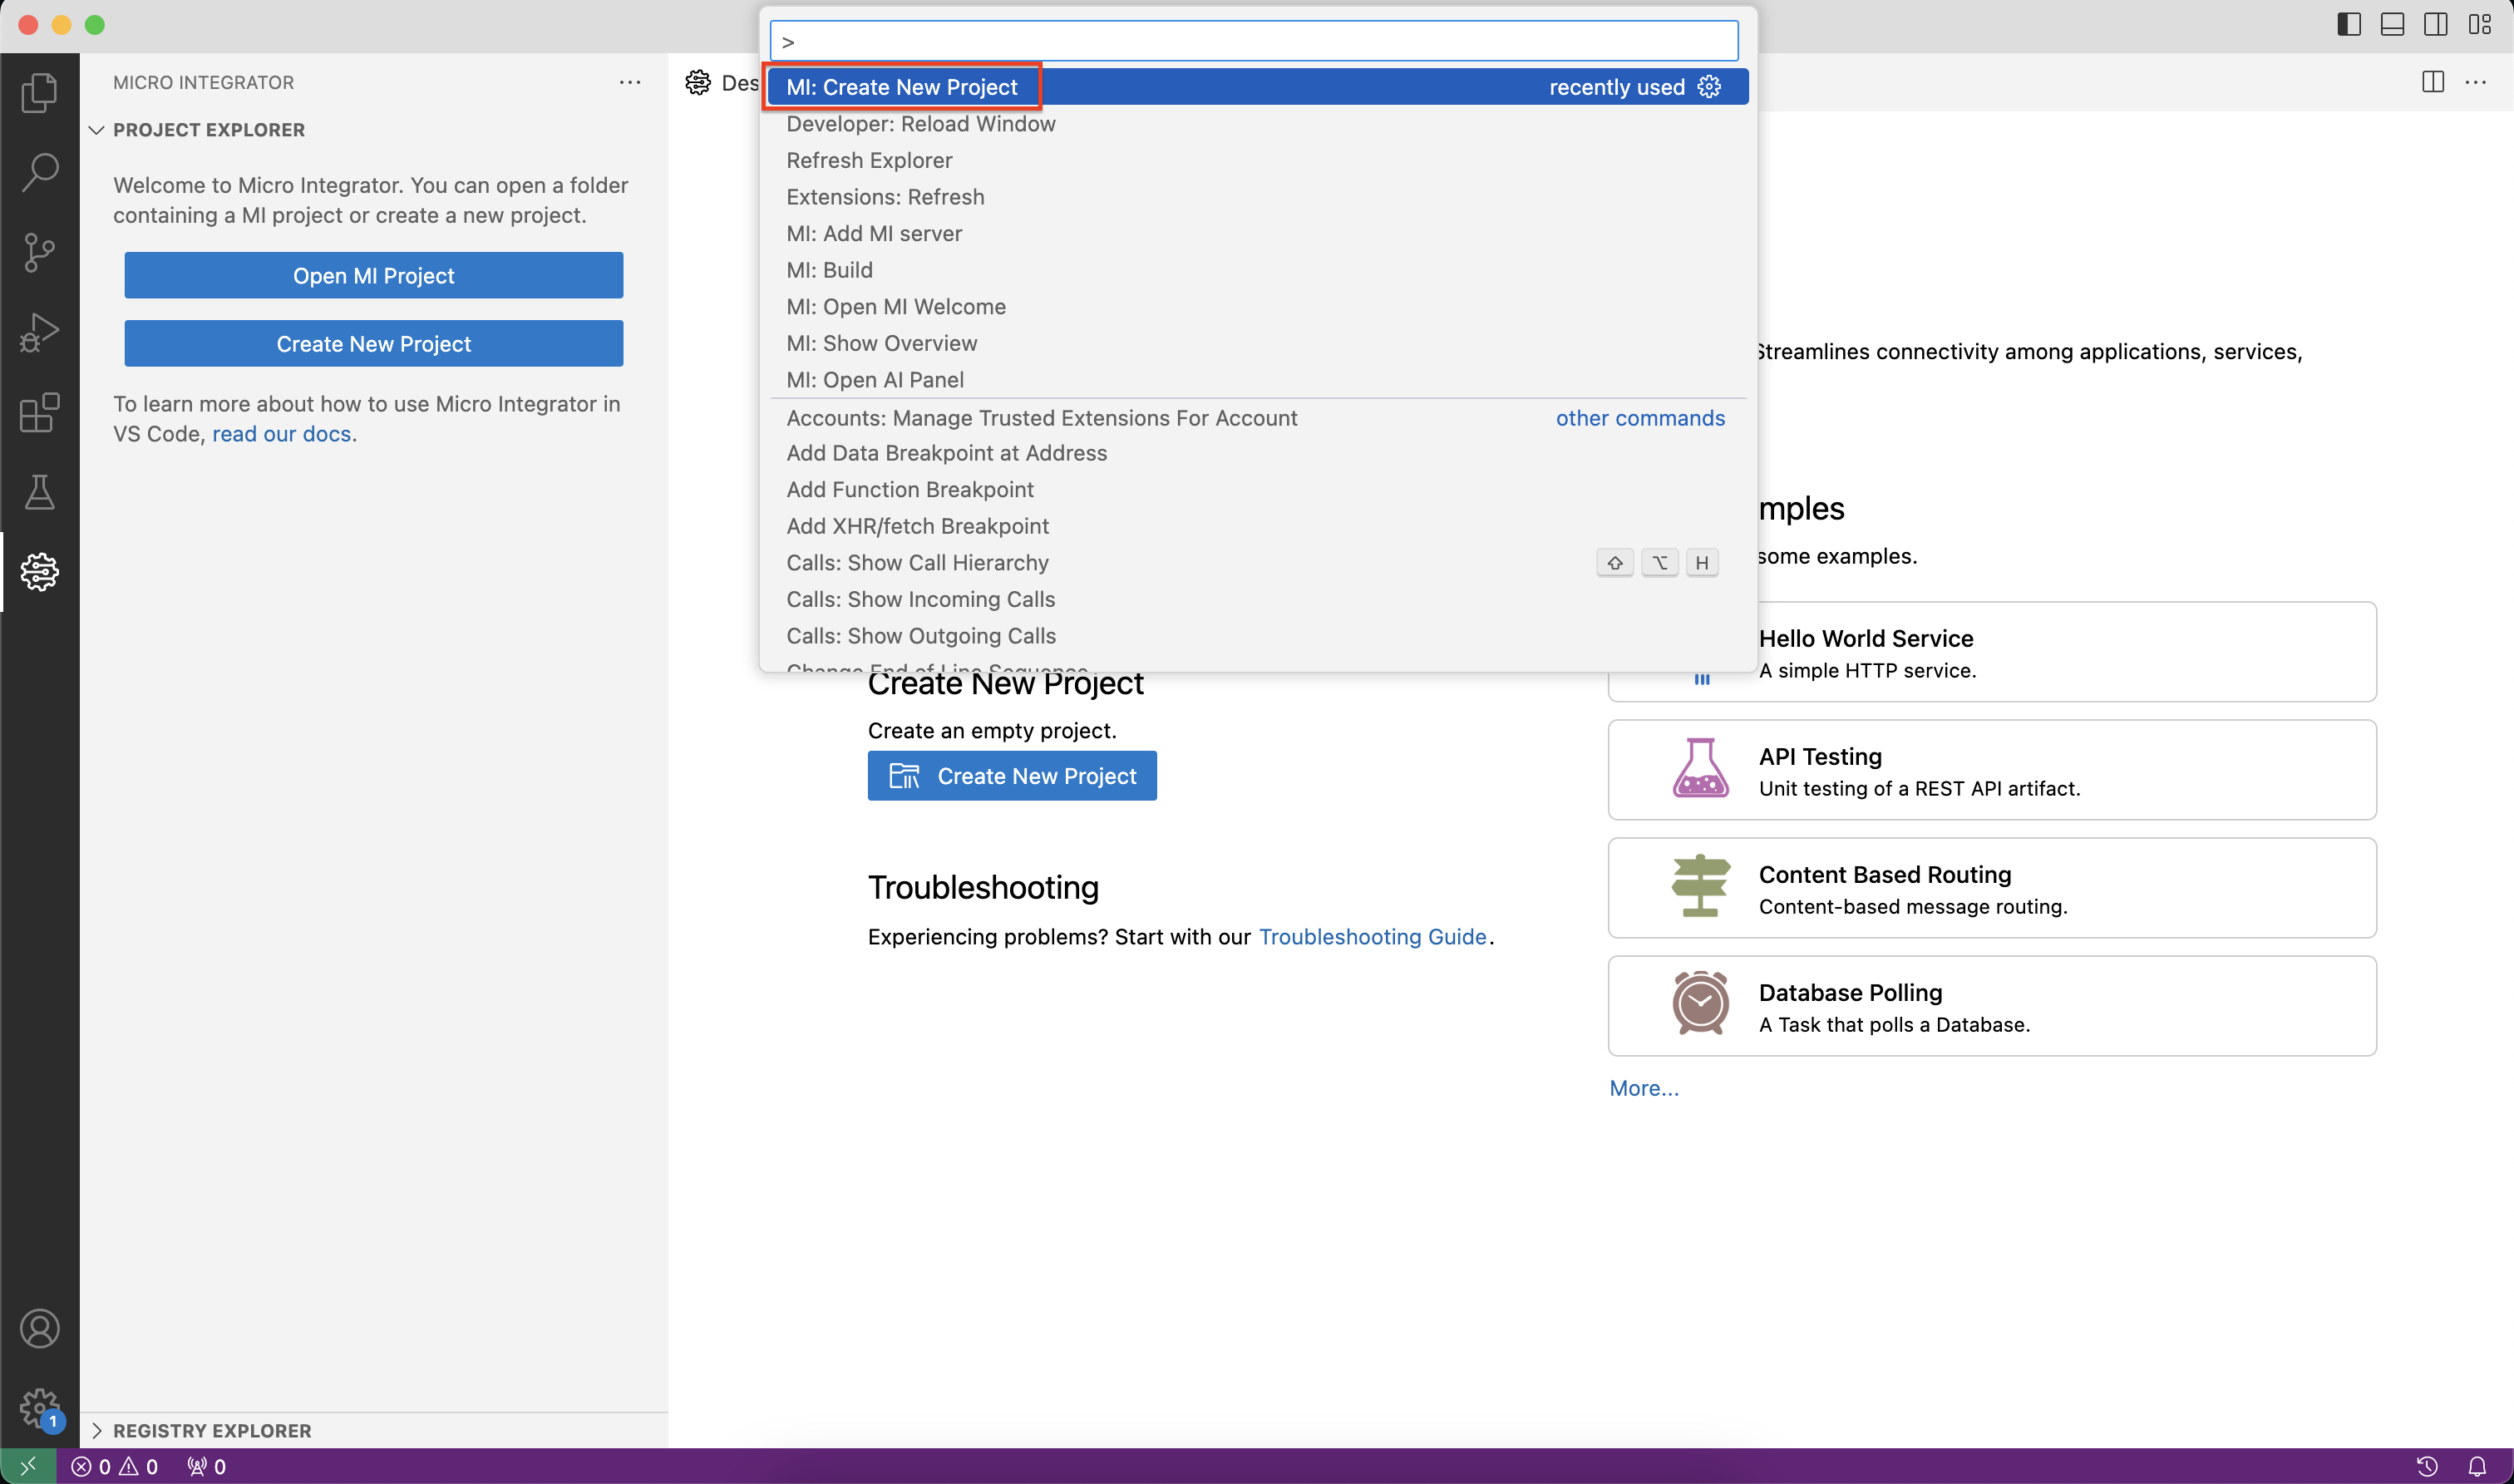 MICRO INTEGRATOR
PROJECT EXPLORER
Welcome to Micro Integrator. You can open a folder
containing a MI project or create a new project.
Open MI Project
Create New Project
To learn more about how to use Micro Integrator in
VS Code, read our docs.
REGISTRY EXPLORER
1
Des
>
MI: Create New Project
recently used
Developer: Reload Window
Refresh Explorer
Extensions: Refresh
MI: Add MI server
MI: Build
MI: Open MI Welcome
MI: Show Overview
MI: Open AI Panel
Accounts: Manage Trusted Extensions For Account
other commands
Add Data Breakpoint at Address
Add Function Breakpoint
Add XHR/fetch Breakpoint
Calls: Show Call Hierarchy
⇧ ⌥ H
Calls: Show Incoming Calls
Calls: Show Outgoing Calls
Change End of Line Sequence
Streamlines connectivity among applications, services,
Create New Project
Create an empty project.
Create New Project
Troubleshooting
Experiencing problems? Start with our Troubleshooting Guide.
mples
some examples.
Hello World Service
A simple HTTP service.
API Testing
Unit testing of a REST API artifact.
Content Based Routing
Content-based message routing.
Database Polling
A Task that polls a Database.
More...
0 0 0